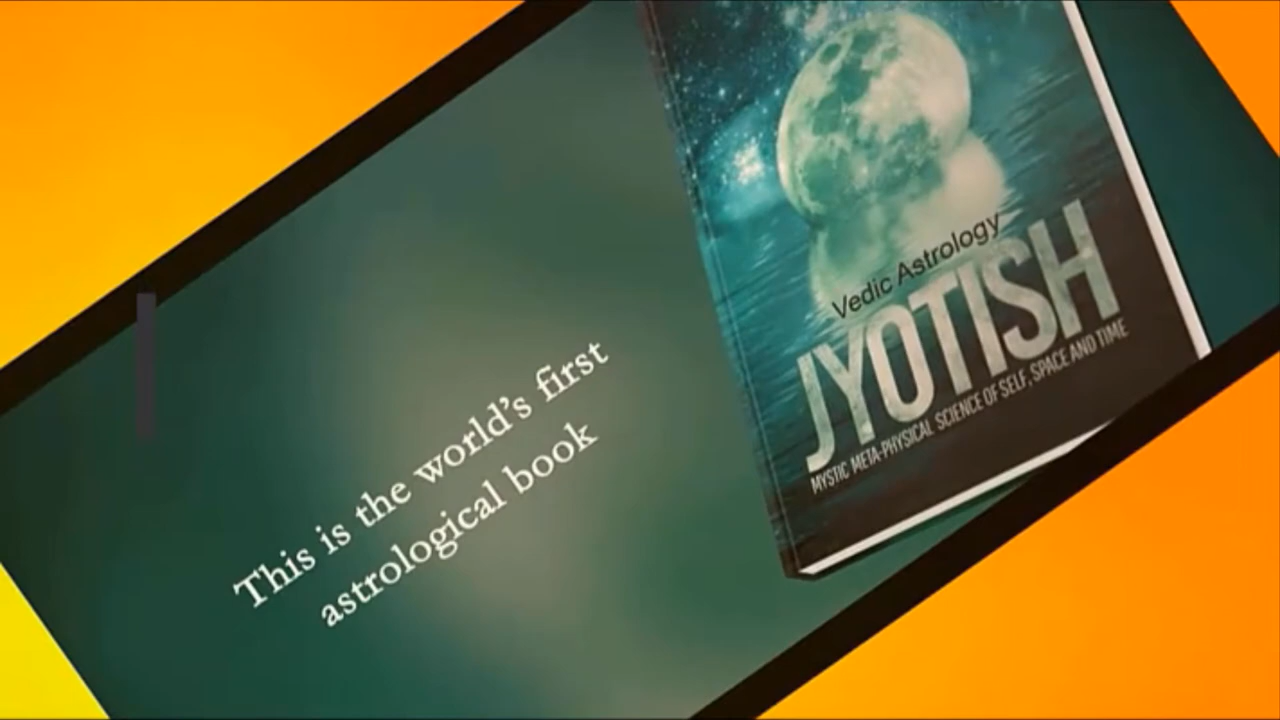 This is the world's first
astrological book
Vedic Astrology
JYOTISH
MYSTIC META-PHYSICAL SCIENCE OF SELF, SPACE AND TIME